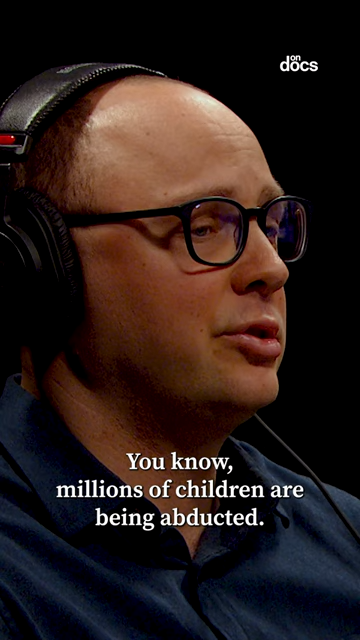 on
docs
You know,
millions of children are
being abducted.